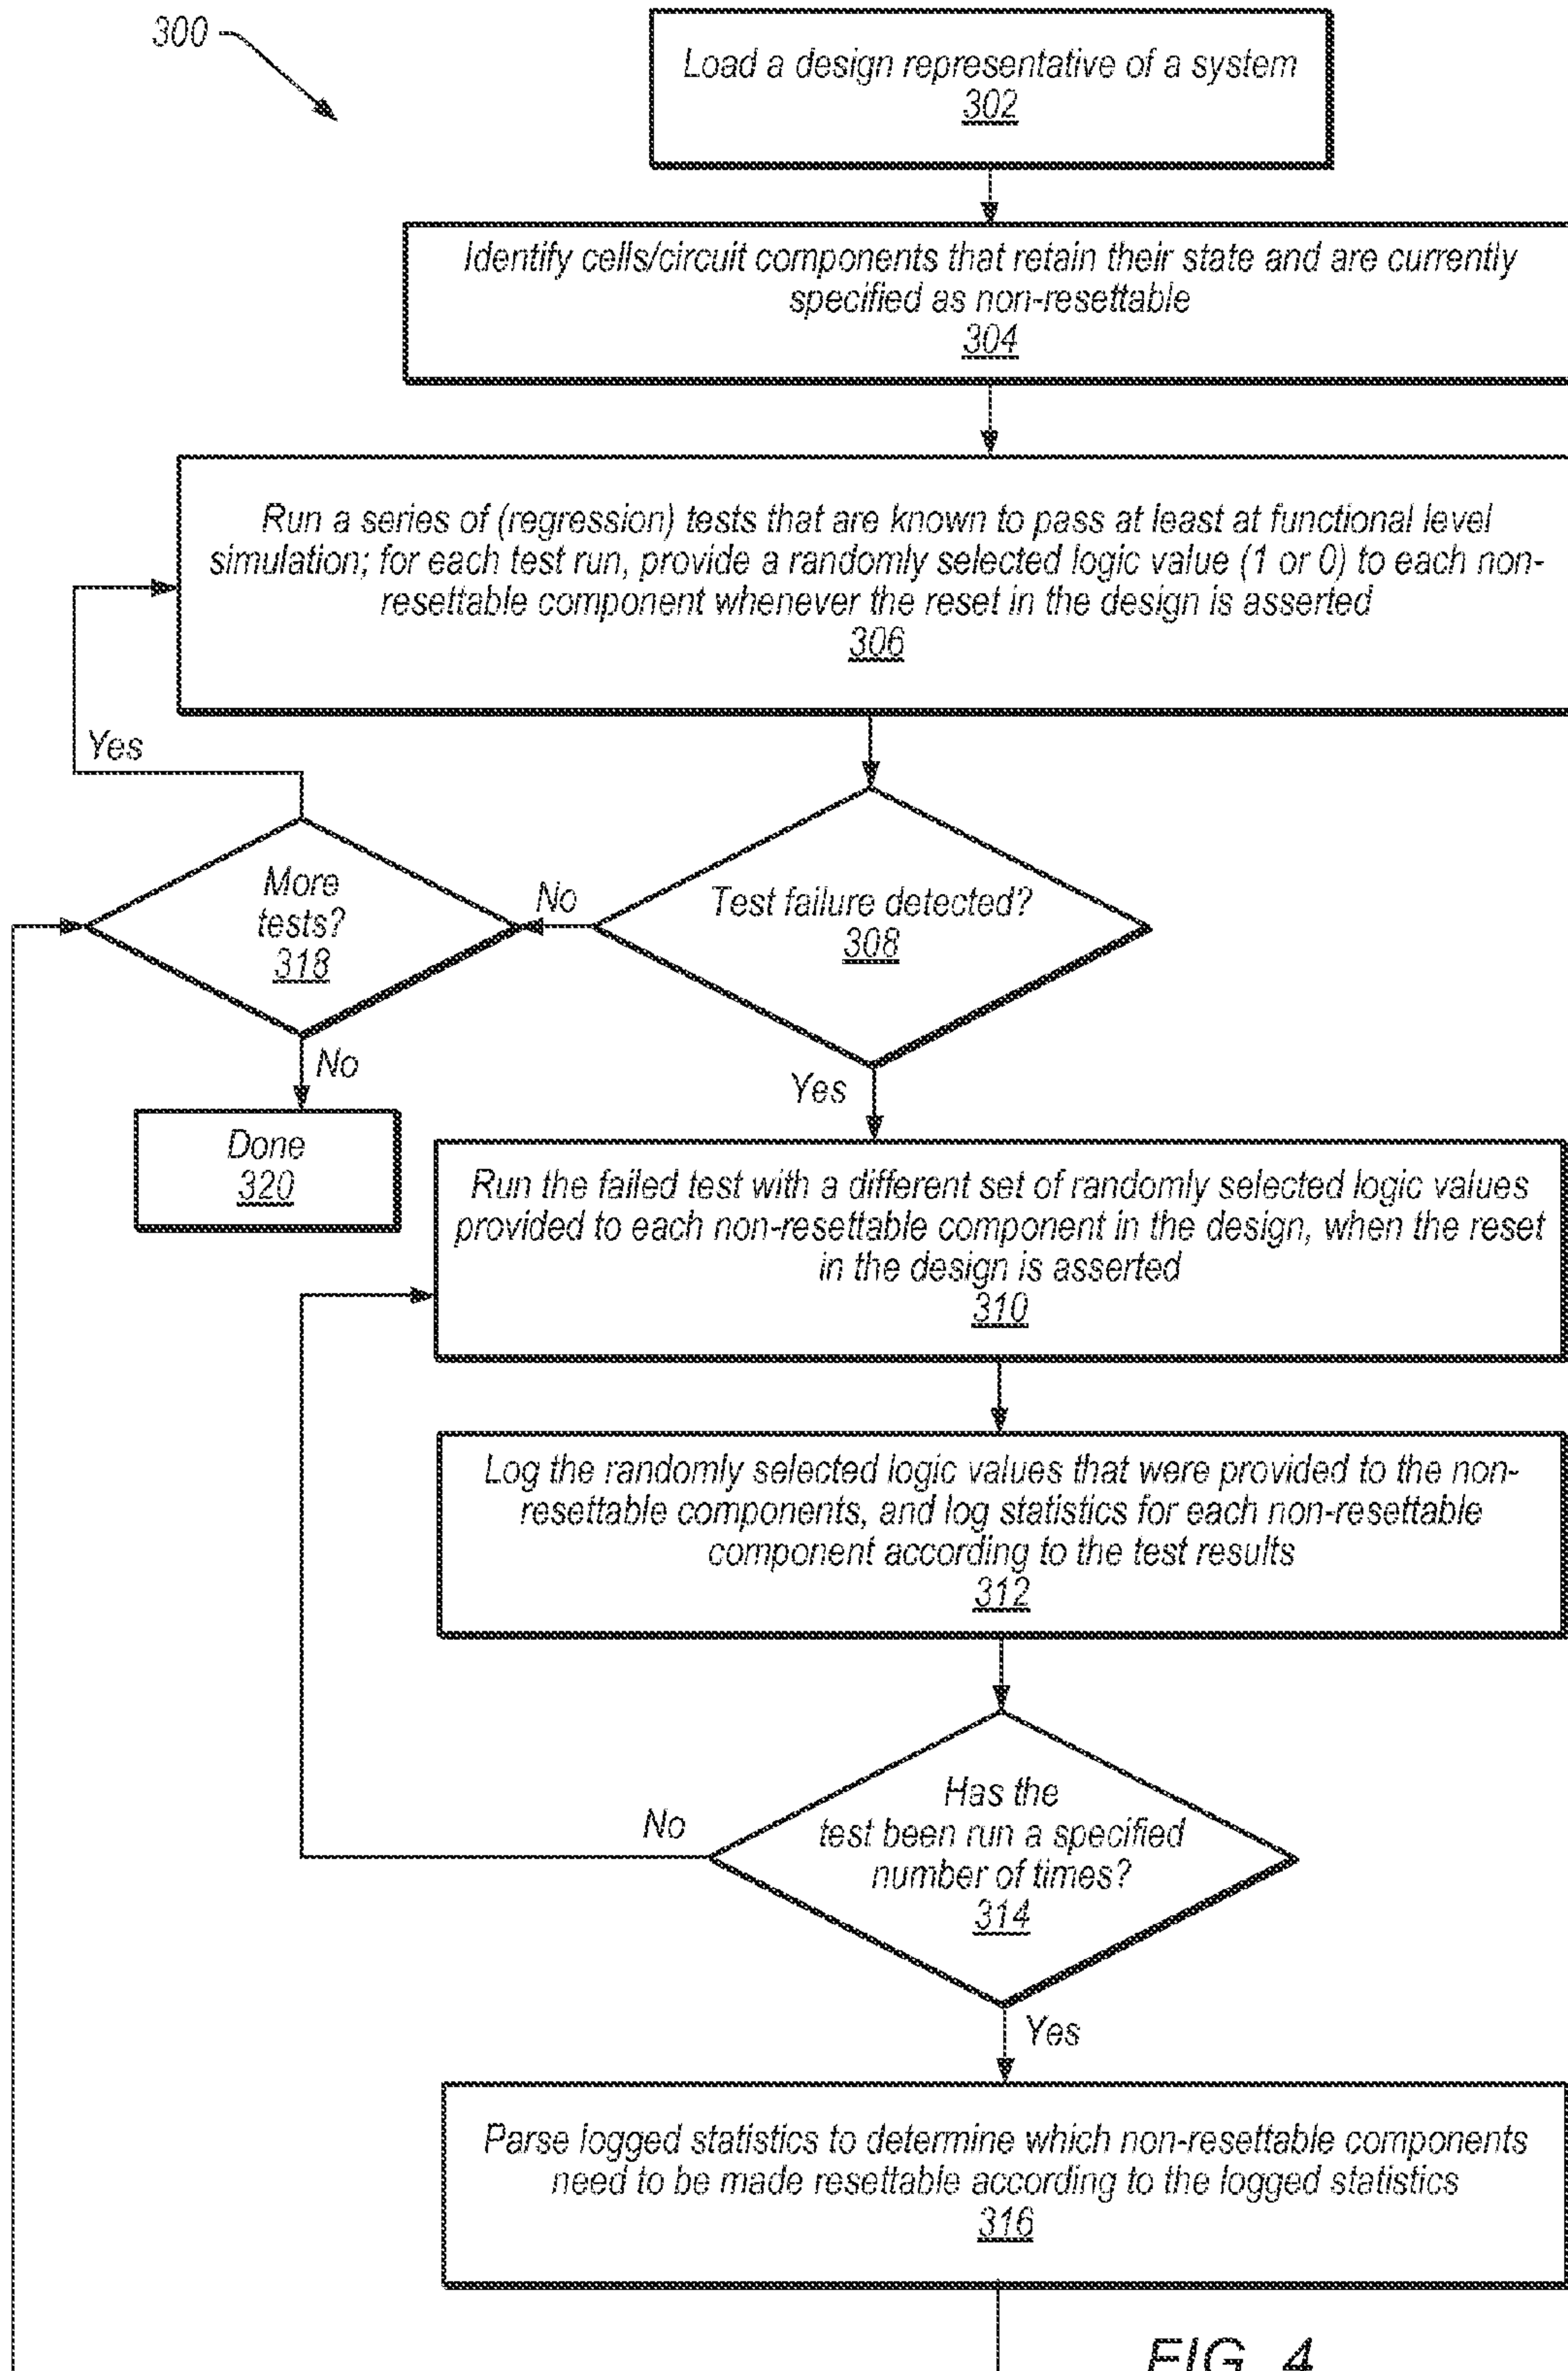 300
Load a design representative of a system
302
Identify cells/circuit components that retain their state and are currently
specified as non-resettable
304
Run a series of (regression) tests that are known to pass at least at functional level
simulation; for each test run, provide a randomly selected logic value (1 or 0) to each non-
resettable component whenever the reset in the design is asserted
306
Yes
More
tests?
318
No
Test failure detected?
308
No
Yes
Done
320
Run the failed test with a different set of randomly selected logic values
provided to each non-resettable component in the design, when the reset
in the design is asserted
310
Log the randomly selected logic values that were provided to the non-
resettable components, and log statistics for each non-resettable
component according to the test results
312
Has the
test been run a specified
number of times?
314
No
Yes
Parse logged statistics to determine which non-resettable components
need to be made resettable according to the logged statistics
316
FIG. 4